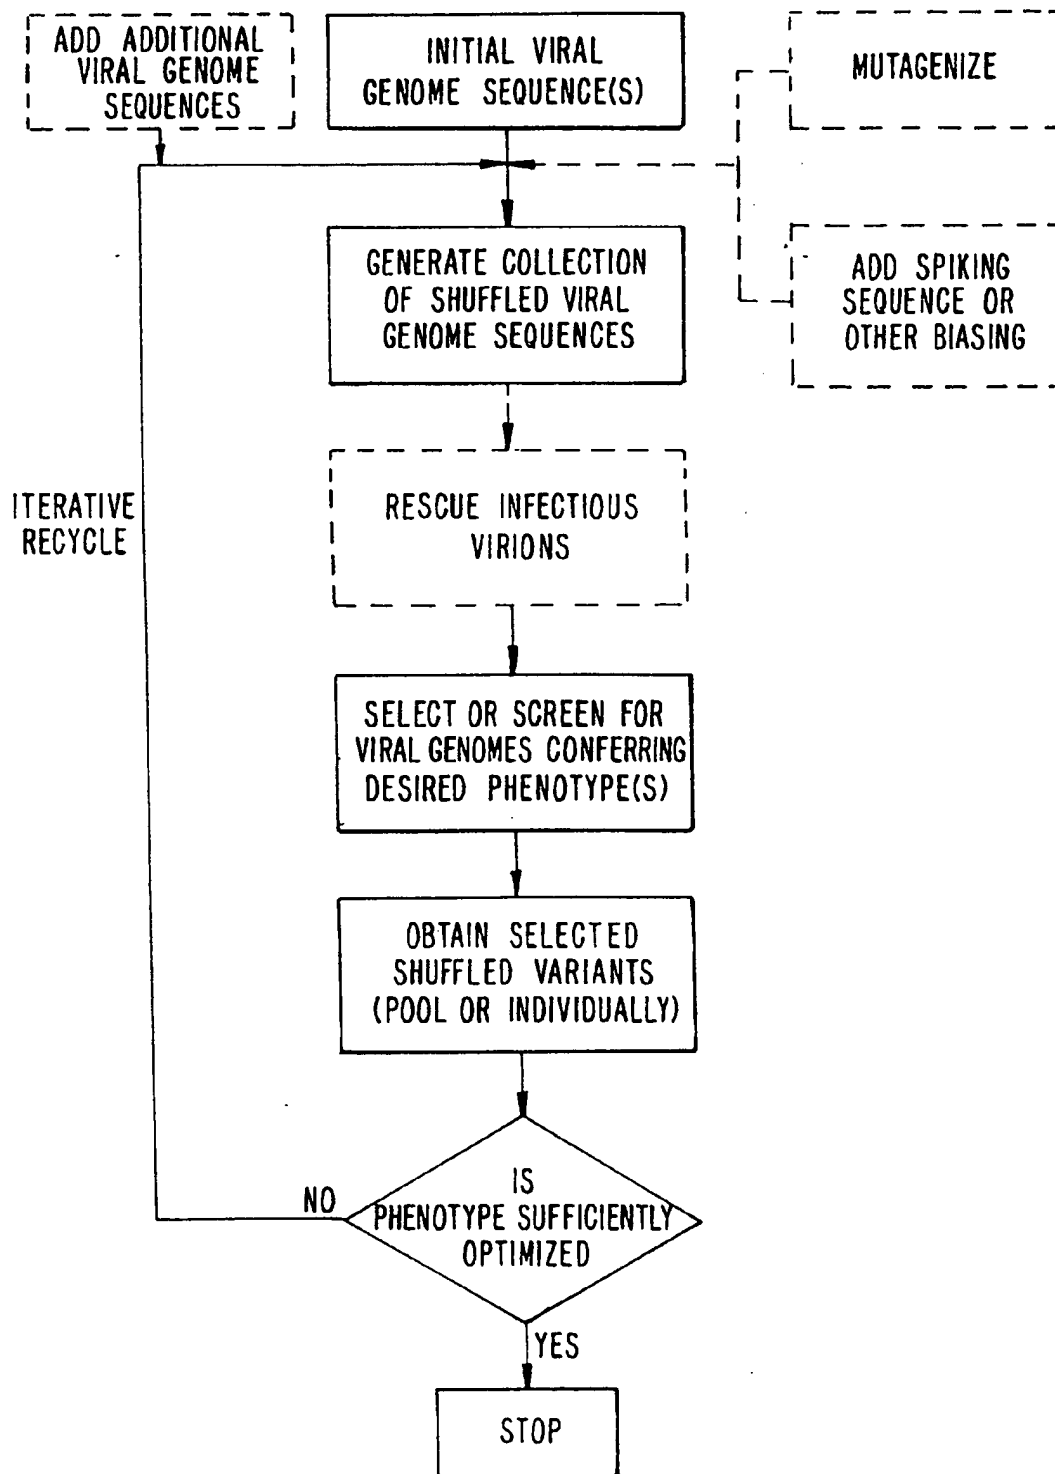 ADD ADDITIONAL
VIRAL GENOME
SEQUENCES
INITIAL VIRAL
GENOME SEQUENCE(S)
MUTAGENIZE
GENERATE COLLECTION
OF SHUFFLED VIRAL
GENOME SEQUENCES
ADD SPIKING
SEQUENCE OR
OTHER BIASING
RESCUE INFECTIOUS
VIRIONS
ITERATIVE
RECYCLE
SELECT OR SCREEN FOR
VIRAL GENOMES CONFERRING
DESIRED PHENOTYPE(S)
OBTAIN SELECTED
SHUFFLED VARIANTS
(POOL OR INDIVIDUALLY)
NO
IS
PHENOTYPE SUFFICIENTLY
OPTIMIZED
YES
STOP